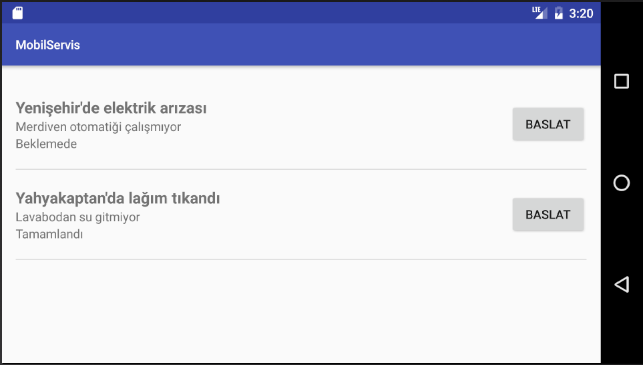 LTE 3:20
MobilServis
Yenişehir'de elektrik arızası
Merdiven otomatiği çalışmıyor
Beklemede
BASLAT
Yahyakaptan'da lağım tıkandı
Lavabodan su gitmiyor
Tamamlandı
BASLAT